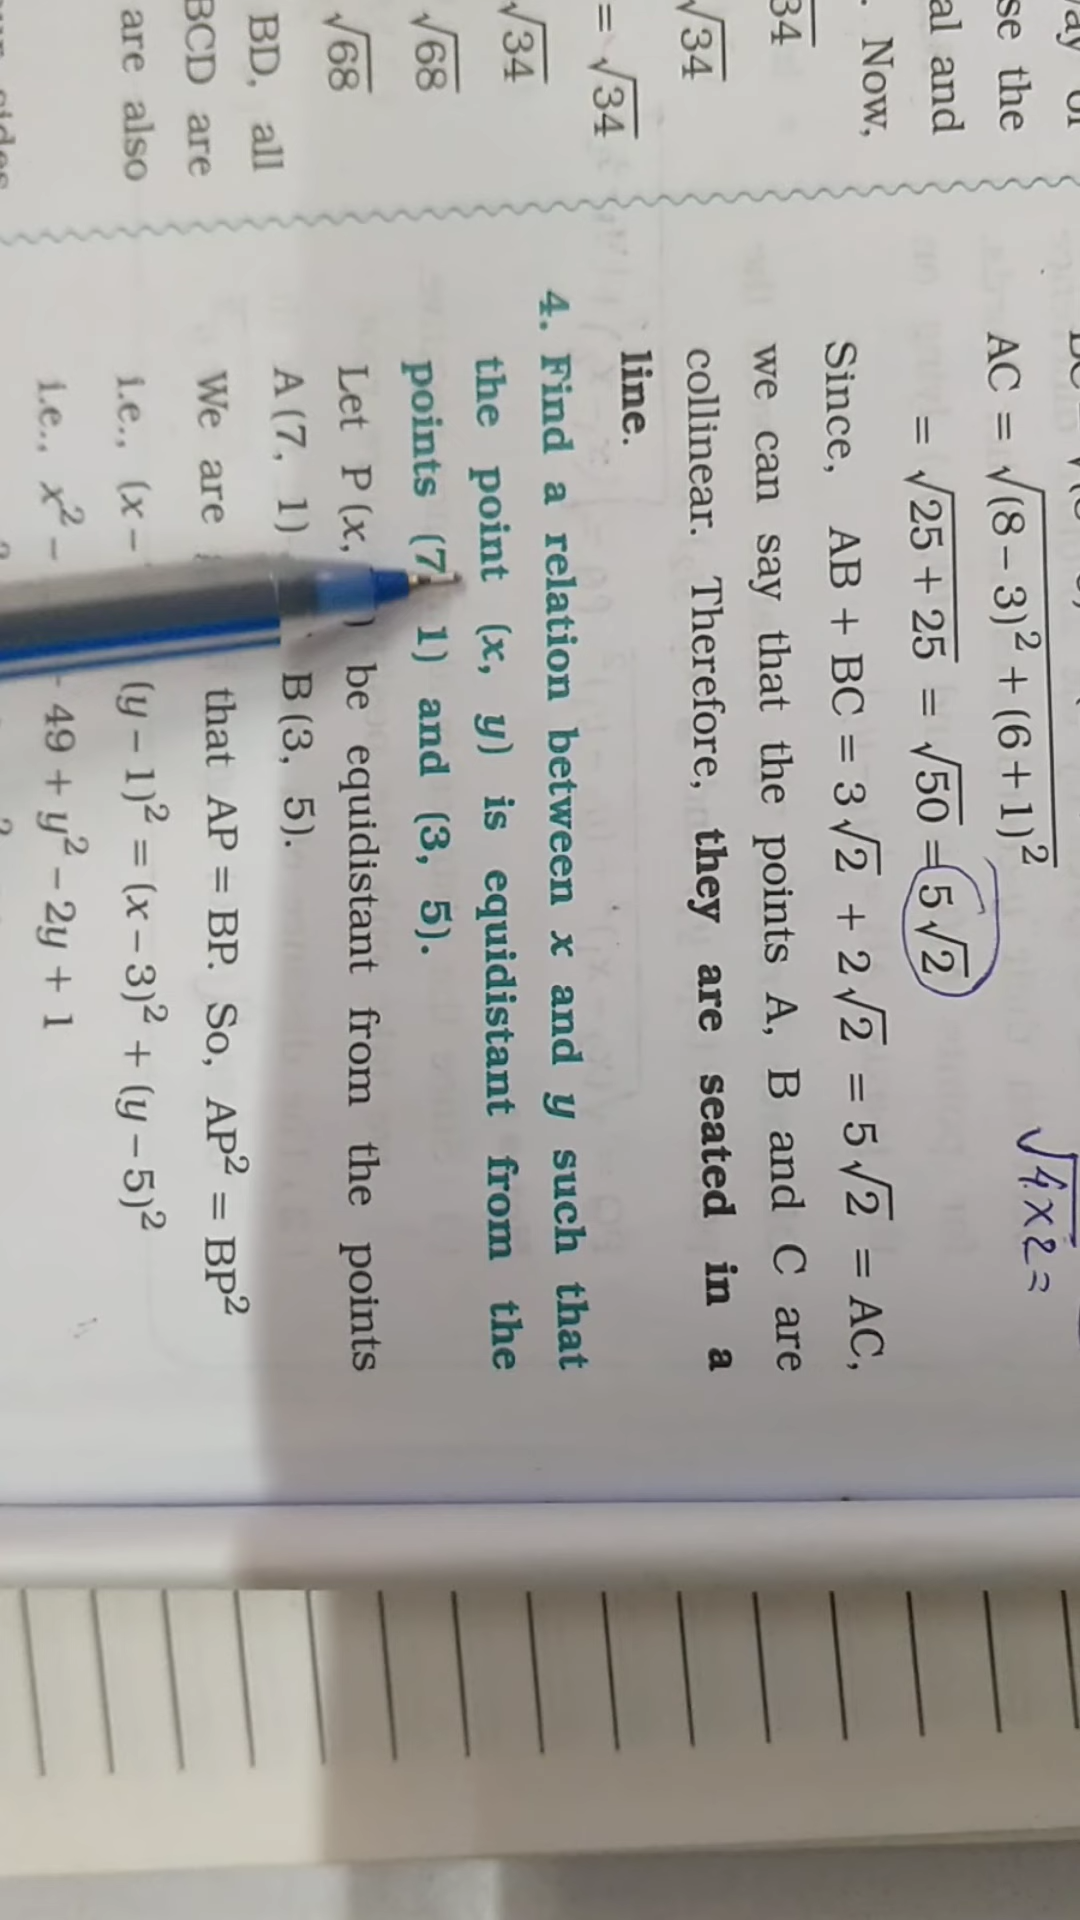 ay of
se the
al and
. Now,
34
√34
= √34
√34
√68
√68
BD, all
BCD are
are also
sides
AC = √(8 – 3)² + (6 + 1)²
= √25 + 25 = √50 = 5√2
√4×2 =
Since, AB + BC = 3√2 + 2√2 = 5√2 = AC,
we can say that the points A, B and C are
collinear. Therefore, they are seated in a
line.
4. Find a relation between x and y such that
the point (x, y) is equidistant from the
points (7 1) and (3, 5).
Let P(x, ) be equidistant from the points
A(7, 1) B(3, 5).
We are that AP = BP. So, AP² = BP²
i.e., (x – (y – 1)² = (x – 3)² + (y – 5)²
i.e., x² – – 49 + y² – 2y + 1